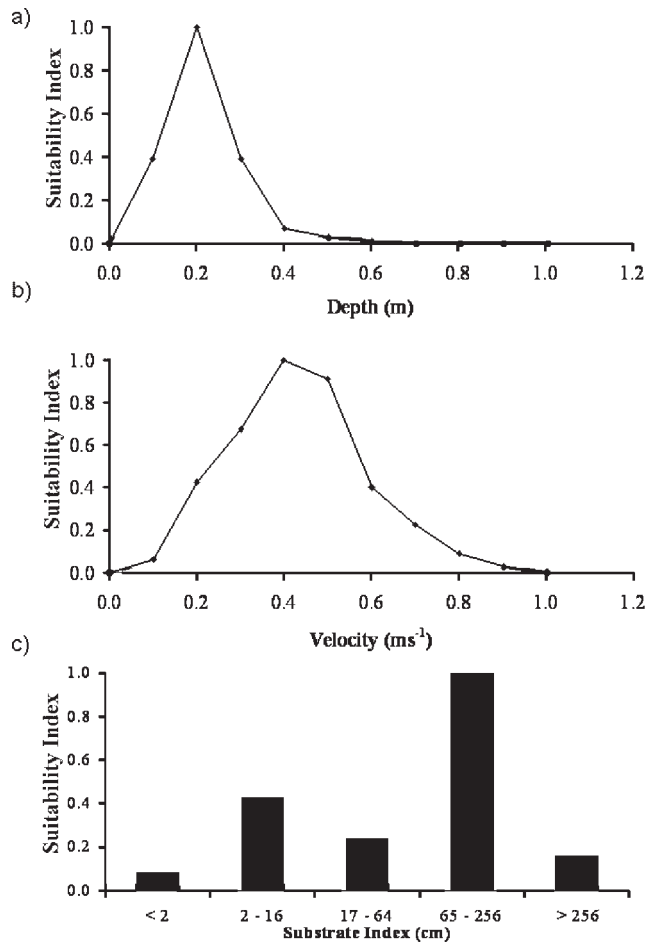 a)
Suitability Index
1.0
0.8
0.6
0.4
0.2
0.0
0.0 0.2 0.4 0.6 0.8 1.0 1.2
Depth (m)
b)
Suitability Index
1.0
0.8
0.6
0.4
0.2
0.0
0.0 0.2 0.4 0.6 0.8 1.0 1.2
Velocity (ms⁻¹)
c)
Suitability Index
1.0
0.8
0.6
0.4
0.2
0.0
< 2 2 - 16 17 - 64 65 - 256 > 256
Substrate Index (cm)